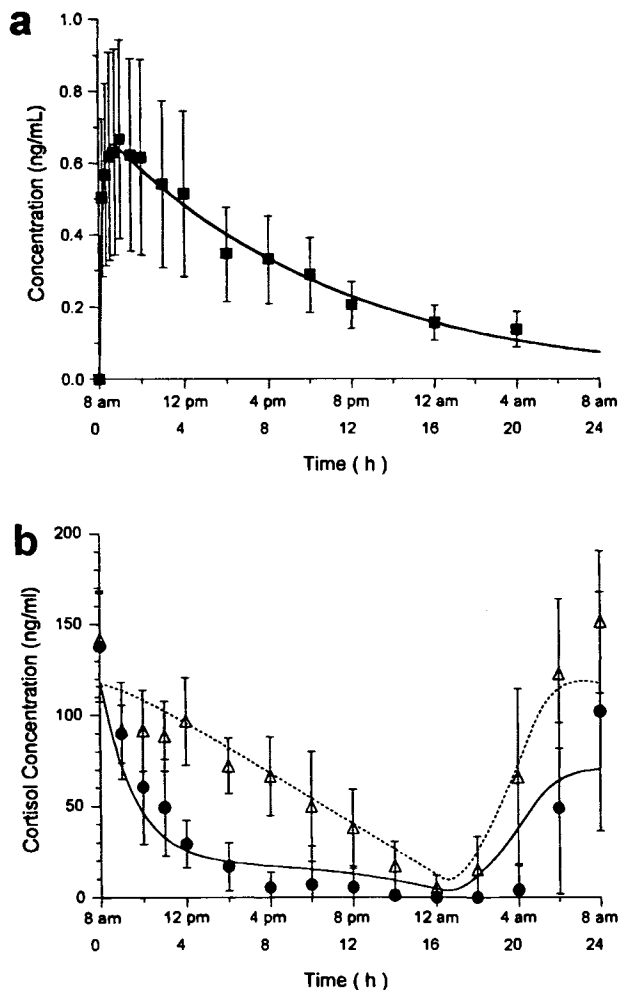 a
Concentration (ng/mL)
1.0
0.8
0.6
0.4
0.2
0.0
8 am 12 pm 4 pm 8 pm 12 am 4 am 8 am
0 4 8 12 16 20 24
Time ( h )
b
Cortisol Concentration (ng/ml)
200
150
100
50
0
8 am 12 pm 4 pm 8 pm 12 am 4 am 8 am
0 4 8 12 16 20 24
Time ( h )